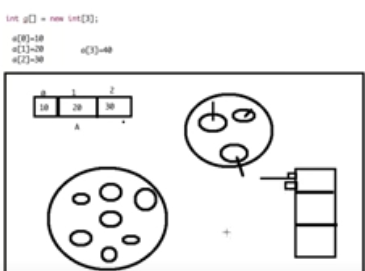 int g[] = new int[3];
a[0]=10
a[1]=20 a[3]=40
a[2]=30
0 1 2
10 20 30
A